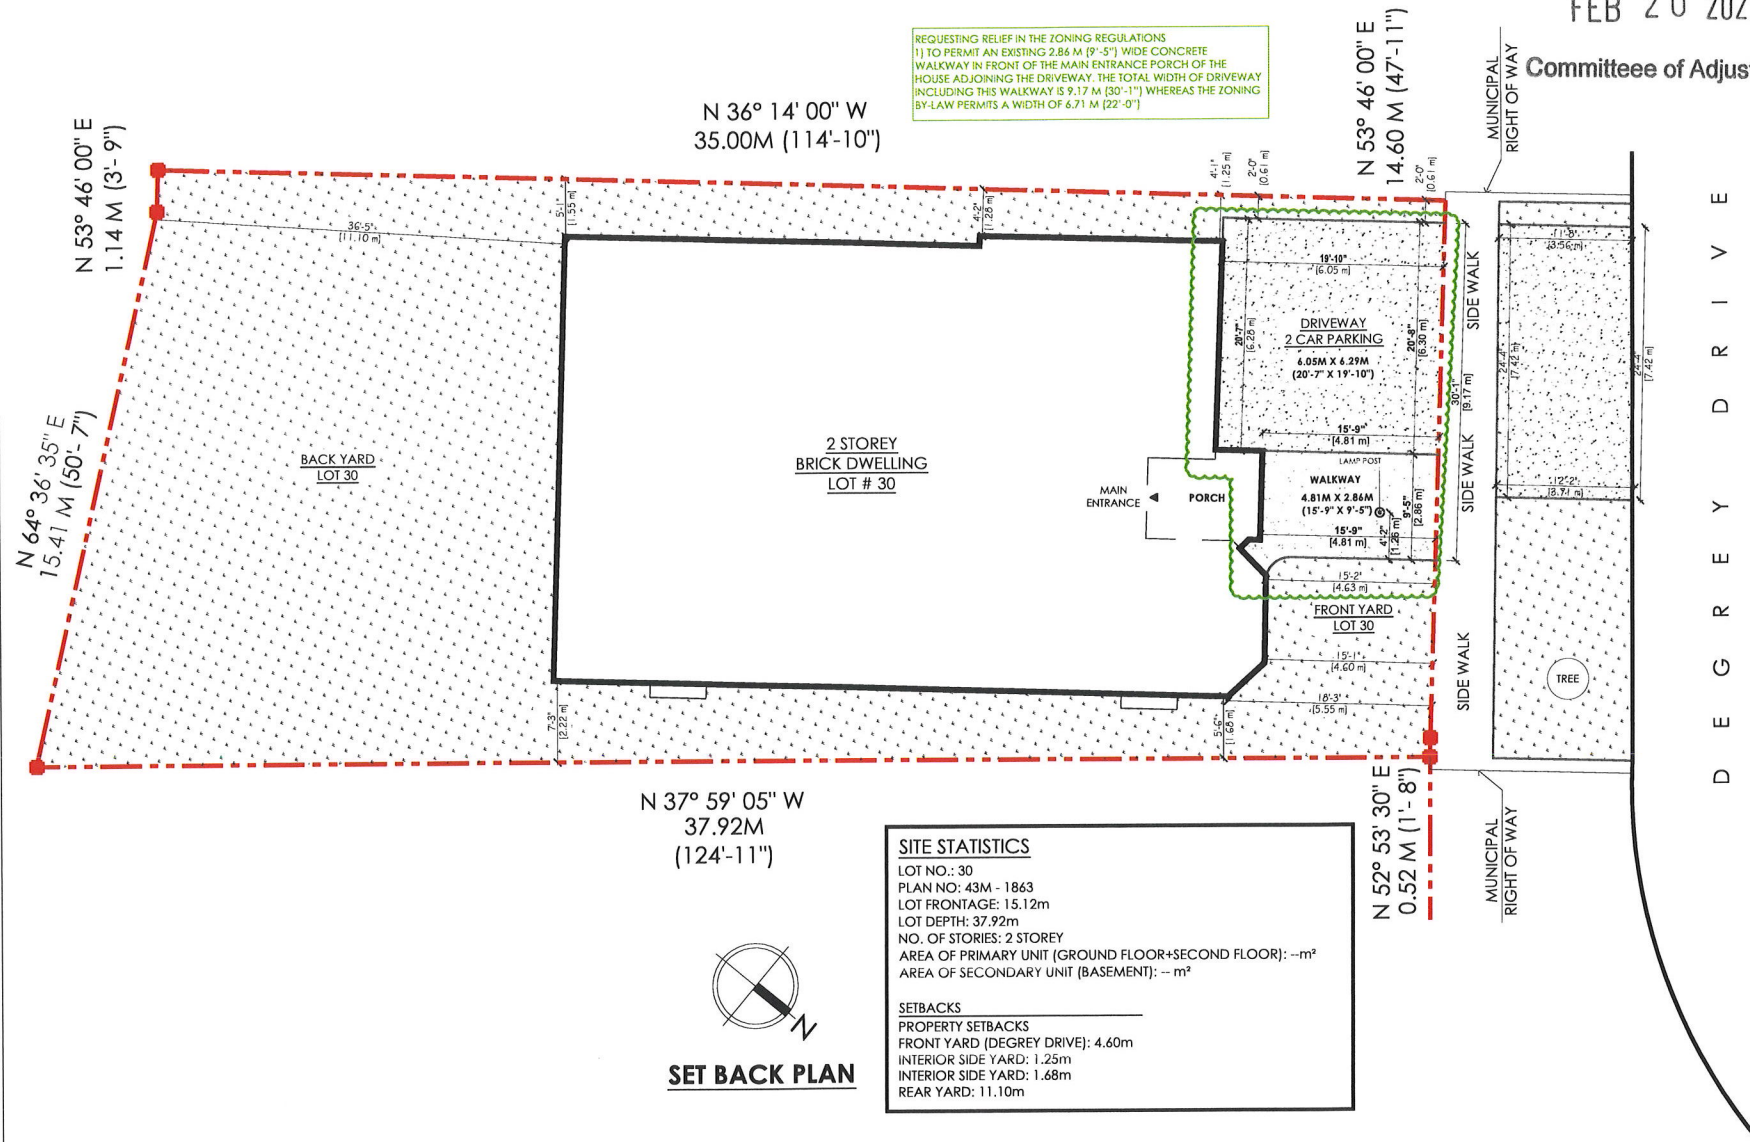 FEB 20 202
Committeee of Adjus
REQUESTING RELIEF IN THE ZONING REGULATIONS
1) TO PERMIT AN EXISTING 2.86 M (9'-5") WIDE CONCRETE
WALKWAY IN FRONT OF THE MAIN ENTRANCE PORCH OF THE
HOUSE ADJOINING THE DRIVEWAY. THE TOTAL WIDTH OF DRIVEWAY
INCLUDING THIS WALKWAY IS 9.17 M (30'-1") WHEREAS THE ZONING
BY-LAW PERMITS A WIDTH OF 6.71 M (22'-0")
N 36° 14' 00" W
35.00M (114'-10")
N 53° 46' 00" E
14.60 M (47'-11")
MUNICIPAL
RIGHT OF WAY
N 53° 46' 00" E
1.14 M (3'- 9")
36'-5"
[11.10 m]
5'-1"
[1.55 m]
4'-2"
[1.28 m]
4'-1"
[1.25 m]
2'-0"
[0.61 m]
2'-0"
[0.61 m]
19'-10"
[6.05 m]
20'-7"
[6.28 m]
DRIVEWAY
2 CAR PARKING
6.05M X 6.29M
(20'-7" X 19'-10")
20'-8"
[6.30 m]
SIDE WALK
30'-1"
[9.17 m]
11'-8"
[3.56 m]
24'-4"
[7.42 m]
24'-4"
[7.42 m]
12'-2"
[3.71 m]
DEGREY DRIVE
15'-9"
[4.81 m]
LAMP POST
WALKWAY
4.81M X 2.86M
(15'-9" X 9'-5")
15'-9"
[4.81 m]
4'-2"
[1.26 m]
9'-5"
[2.86 m]
SIDE WALK
N 64° 36' 35" E
15.41 M (50'- 7")
BACK YARD
LOT 30
2 STOREY
BRICK DWELLING
LOT # 30
MAIN
ENTRANCE
PORCH
15'-2"
[4.63 m]
FRONT YARD
LOT 30
15'-1"
[4.60 m]
18'-3"
[5.55 m]
SIDE WALK
TREE
7'-3"
[2.22 m]
5'-6"
[1.68 m]
N 37° 59' 05" W
37.92M
(124'-11")
N 52° 53' 30" E
0.52 M (1'- 8")
MUNICIPAL
RIGHT OF WAY
N
SET BACK PLAN
SITE STATISTICS
LOT NO.: 30
PLAN NO: 43M - 1863
LOT FRONTAGE: 15.12m
LOT DEPTH: 37.92m
NO. OF STORIES: 2 STOREY
AREA OF PRIMARY UNIT (GROUND FLOOR+SECOND FLOOR): --m²
AREA OF SECONDARY UNIT (BASEMENT): -- m²
SETBACKS
PROPERTY SETBACKS
FRONT YARD (DEGREY DRIVE): 4.60m
INTERIOR SIDE YARD: 1.25m
INTERIOR SIDE YARD: 1.68m
REAR YARD: 11.10m